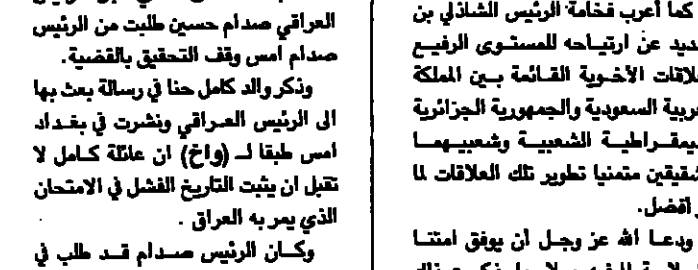 كما أعرب فخامة الرئيس الشاذلي بن
جديد عن ارتياحه للمستوى الرفيع
للعلاقات الأخوية القائمة بين المملكة
العربية السعودية والجمهورية الجزائرية
الديمقراطية الشعبية وشعبيهما
الشقيقين متمنيا تطوير تلك العلاقات لما
أفضل.
ودعا الله عز وجل أن يوفق امتنا
العراقي صدام حسين طلبت من الرئيس
صدام امس وقف التحقيق بالقضية.
وذكر والد كامل حنا في رسالة بعث بها
الى الرئيس العراقي ونشرت في بغداد
امس طبقا لـ (واخ) ان عائلة كامل لا
تقبل ان يثبت التاريخ الفشل في الامتحان
الذي يمر به العراق .
وكان الرئيس صدام قد طلب في